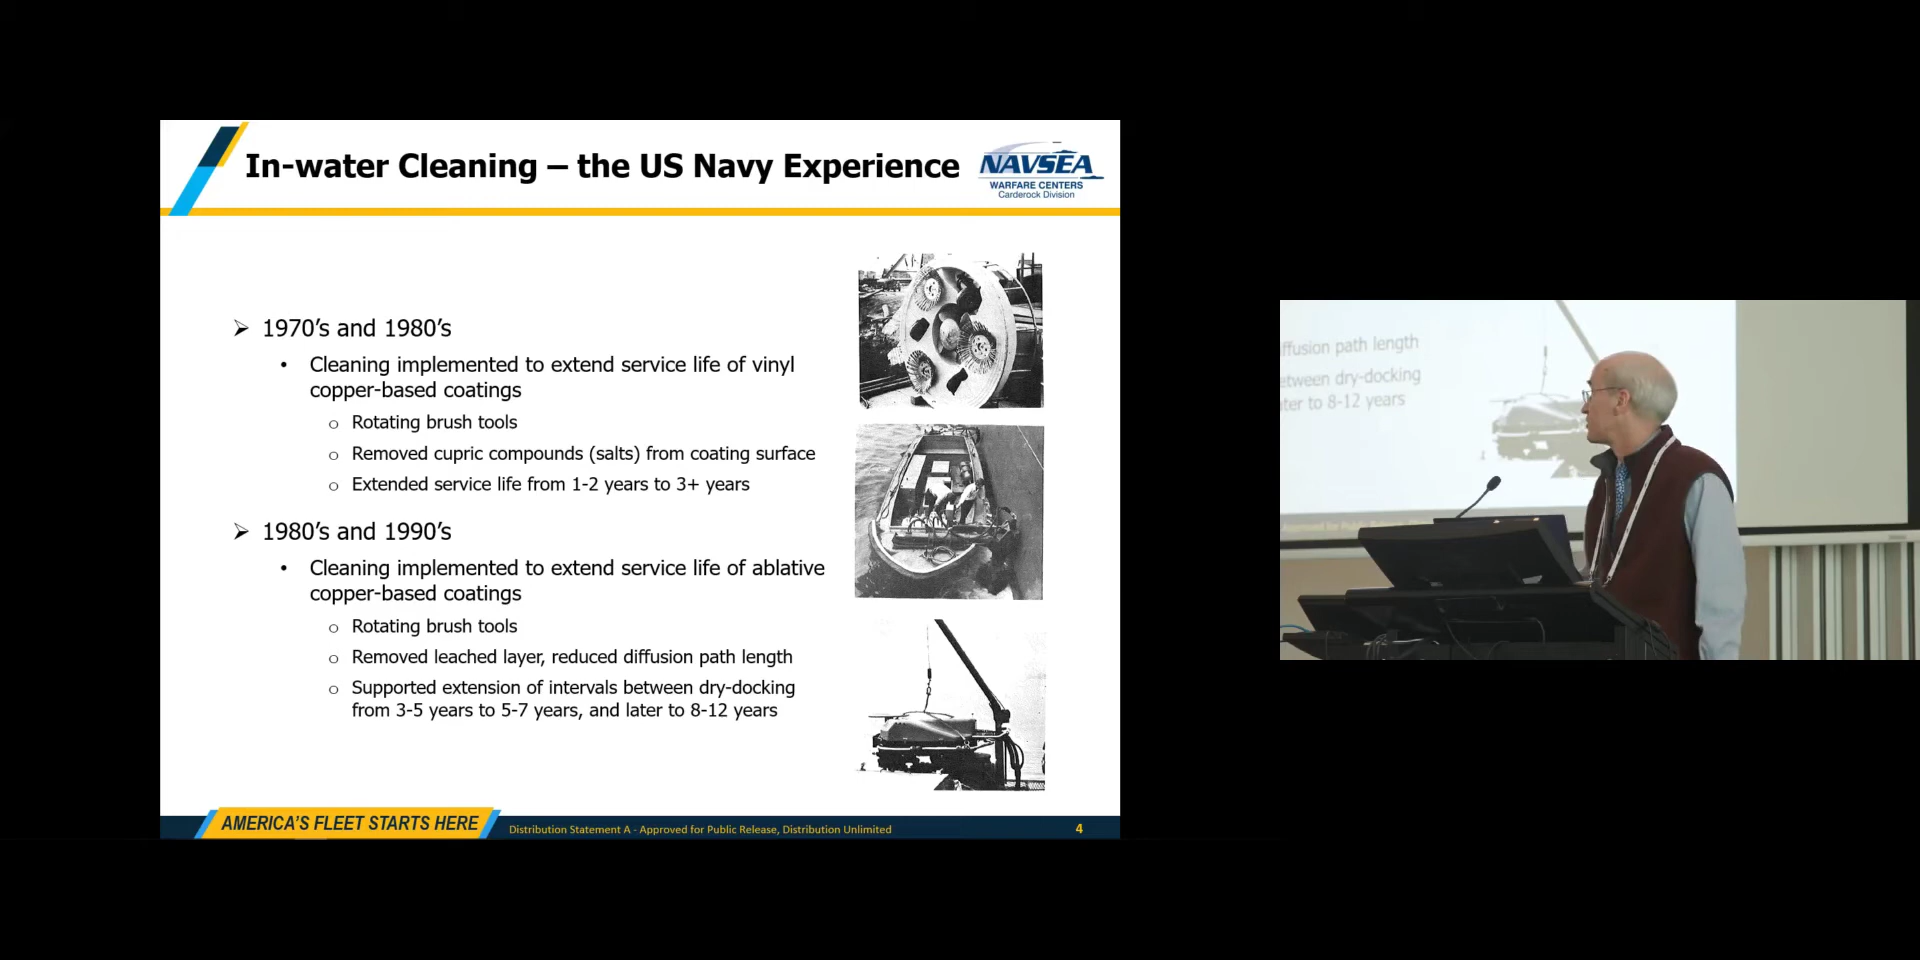 In-water Cleaning – the US Navy Experience
NAVSEA
WARFARE CENTERS
Carderock Division
➢ 1970's and 1980's
• Cleaning implemented to extend service life of vinyl
copper-based coatings
o Rotating brush tools
o Removed cupric compounds (salts) from coating surface
o Extended service life from 1-2 years to 3+ years
➢ 1980's and 1990's
• Cleaning implemented to extend service life of ablative
copper-based coatings
o Rotating brush tools
o Removed leached layer, reduced diffusion path length
o Supported extension of intervals between dry-docking
from 3-5 years to 5-7 years, and later to 8-12 years
AMERICA'S FLEET STARTS HERE
Distribution Statement A - Approved for Public Release, Distribution Unlimited
4
ffusion path length
etween dry-docking
ter to 8-12 years